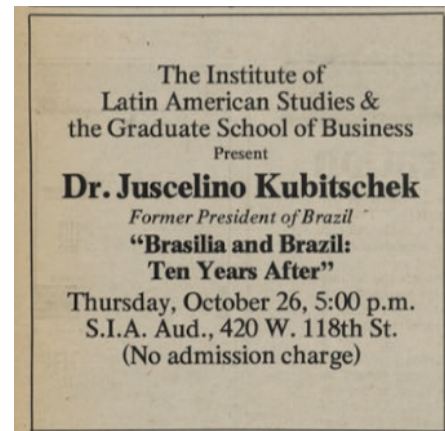 The Institute of
Latin American Studies &
the Graduate School of Business
Present
Dr. Juscelino Kubitschek
Former President of Brazil
“Brasilia and Brazil:
Ten Years After”
Thursday, October 26, 5:00 p.m.
S.I.A. Aud., 420 W. 118th St.
(No admission charge)